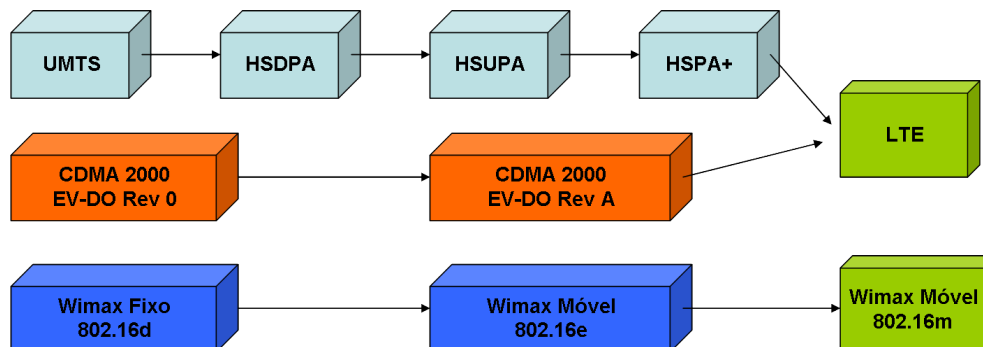 UMTS
HSDPA
HSUPA
HSPA+
LTE
CDMA 2000
EV-DO Rev 0
CDMA 2000
EV-DO Rev A
Wimax Fixo
802.16d
Wimax Móvel
802.16e
Wimax Móvel
802.16m